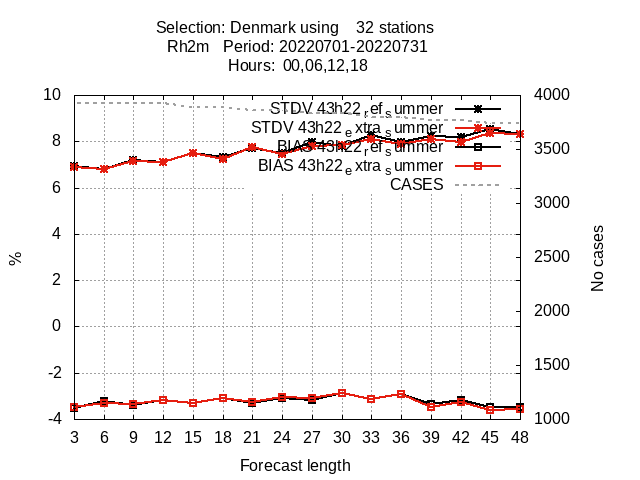 Selection: Denmark using    32 stations
Rh2m   Period: 20220701-20220731
Hours:  00,06,12,18
10
8
6
4
2
0
-2
-4
%
4000
3500
3000
2500
2000
1500
1000
No cases
STDV 43h22_ref_summer
STDV 43h22_extra_summer
BIAS 43h22_ref_summer
BIAS 43h22_extra_summer
CASES
3 6 9 12 15 18 21 24 27 30 33 36 39 42 45 48
Forecast length